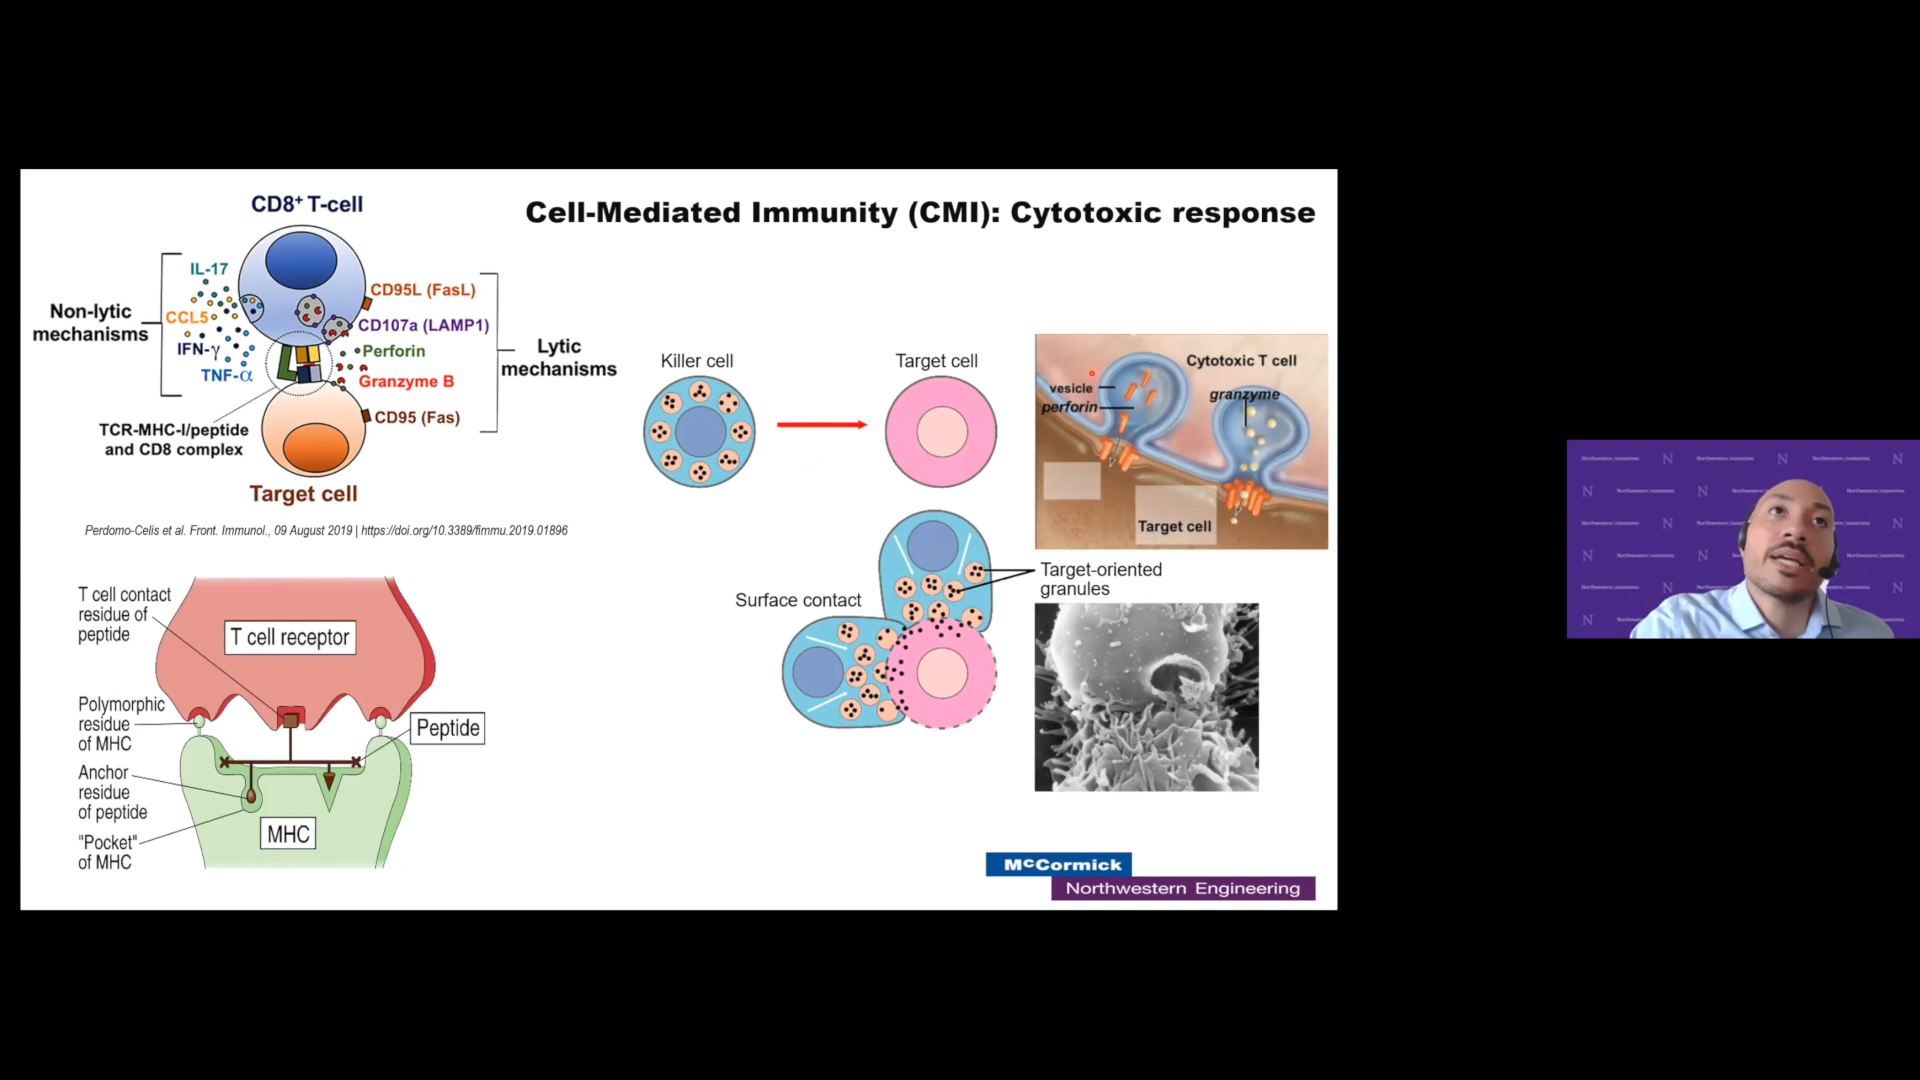 Cell-Mediated Immunity (CMI): Cytotoxic response
CD8⁺ T-cell
IL-17
CCL5
IFN-γ
TNF-α
Non-lytic
mechanisms
CD95L (FasL)
CD107a (LAMP1)
Perforin
Granzyme B
CD95 (Fas)
Lytic
mechanisms
TCR-MHC-I/peptide
and CD8 complex
Target cell
Perdomo-Celis et al. Front. Immunol., 09 August 2019 | https://doi.org/10.3389/fimmu.2019.01896
T cell contact
residue of
peptide
T cell receptor
Polymorphic
residue
of MHC
Peptide
Anchor
residue
of peptide
"Pocket"
of MHC
MHC
Killer cell
Target cell
Surface contact
Target-oriented
granules
Cytotoxic T cell
vesicle
perforin
granzyme
Target cell
McCormick
Northwestern Engineering